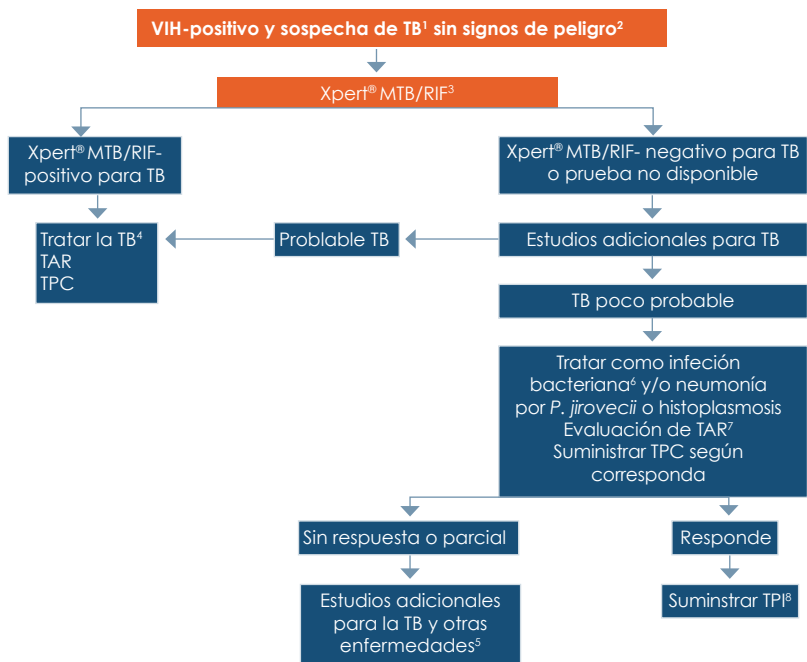 VIH-positivo y sospecha de TB¹ sin signos de peligro²
Xpert® MTB/RIF³
Xpert® MTB/RIF-
positivo para TB
Xpert® MTB/RIF- negativo para TB
o prueba no disponible
Tratar la TB⁴
TAR
TPC
Problable TB
Estudios adicionales para TB
TB poco probable
Tratar como infeción
bacteriana⁶ y/o neumonía
por P. jirovecii o histoplasmosis
Evaluación de TAR⁷
Suministrar TPC según
corresponda
Sin respuesta o parcial
Responde
Estudios adicionales
para la TB y otras
enfermedades⁵
Suminstrar TPI⁸